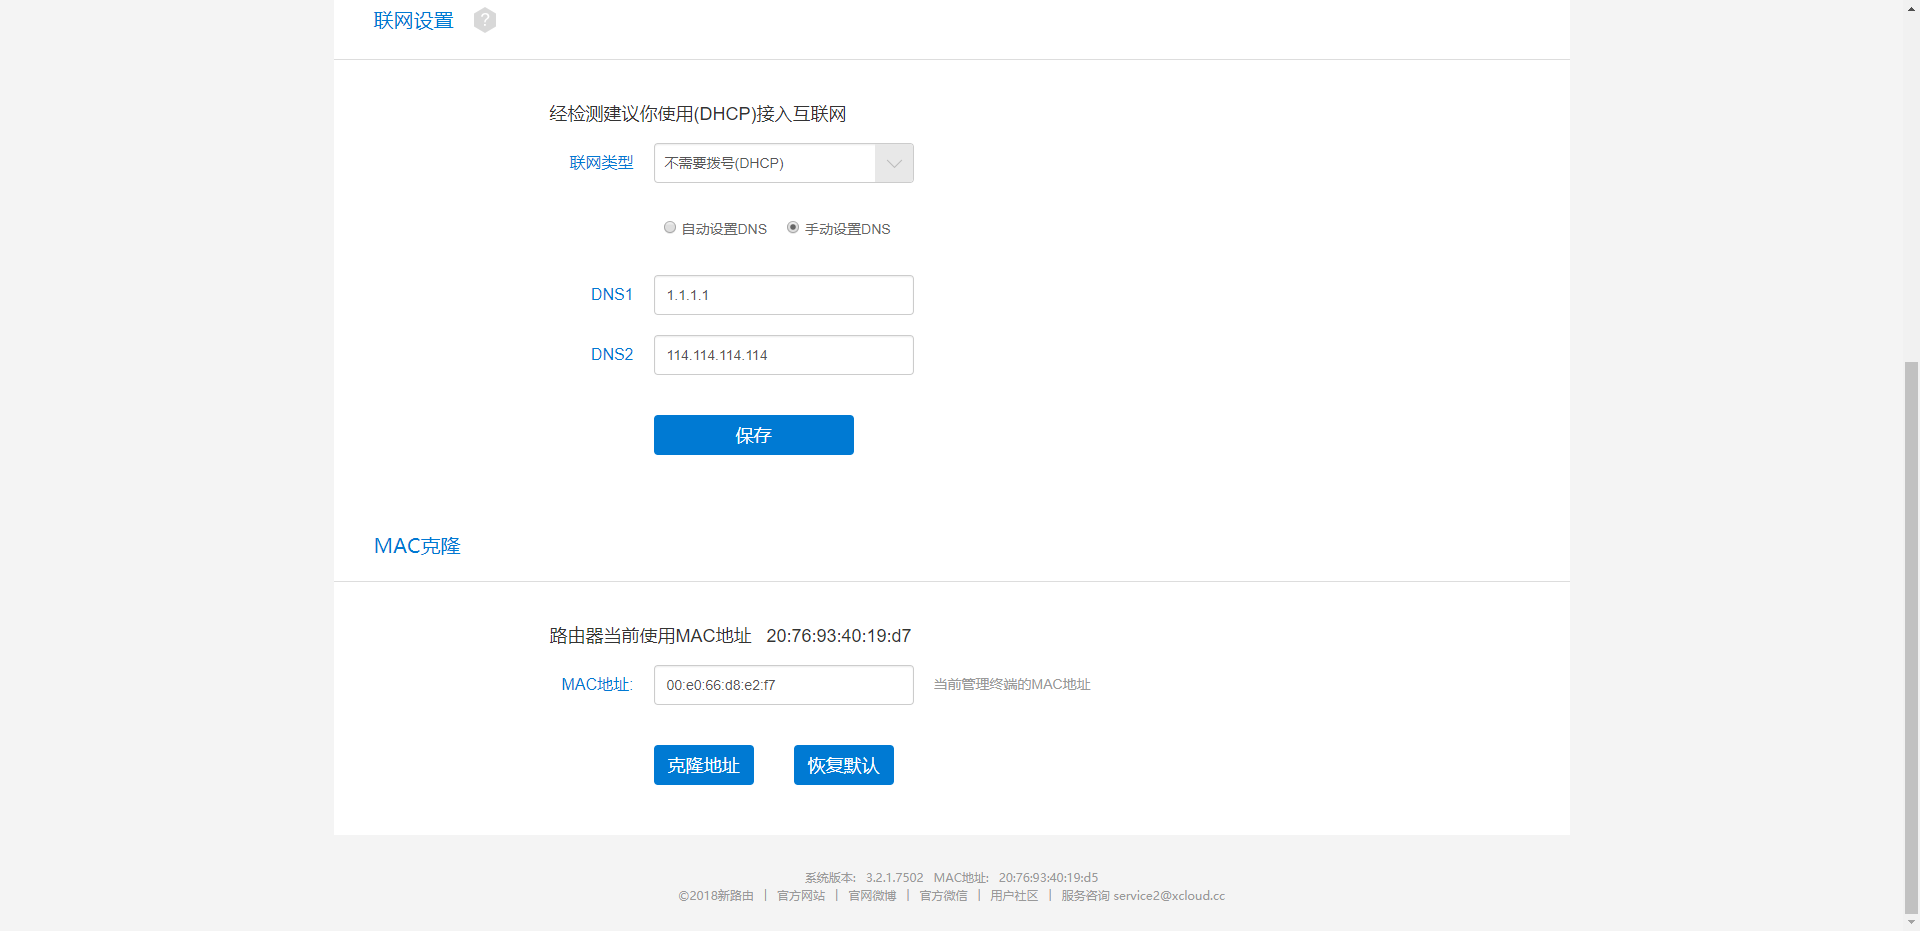 联网设置 ?
经检测建议你使用(DHCP)接入互联网
联网类型 不需要拨号(DHCP)
自动设置DNS 手动设置DNS
DNS1 1.1.1.1
DNS2 114.114.114.114
保存
MAC克隆
路由器当前使用MAC地址 20:76:93:40:19:d7
MAC地址: 00:e0:66:d8:e2:f7 当前管理终端的MAC地址
克隆地址 恢复默认
系统版本: 3.2.1.7502 MAC地址: 20:76:93:40:19:d5
©2018新路由 | 官方网站 | 官网微博 | 官方微信 | 用户社区 | 服务咨询 service2@xcloud.cc